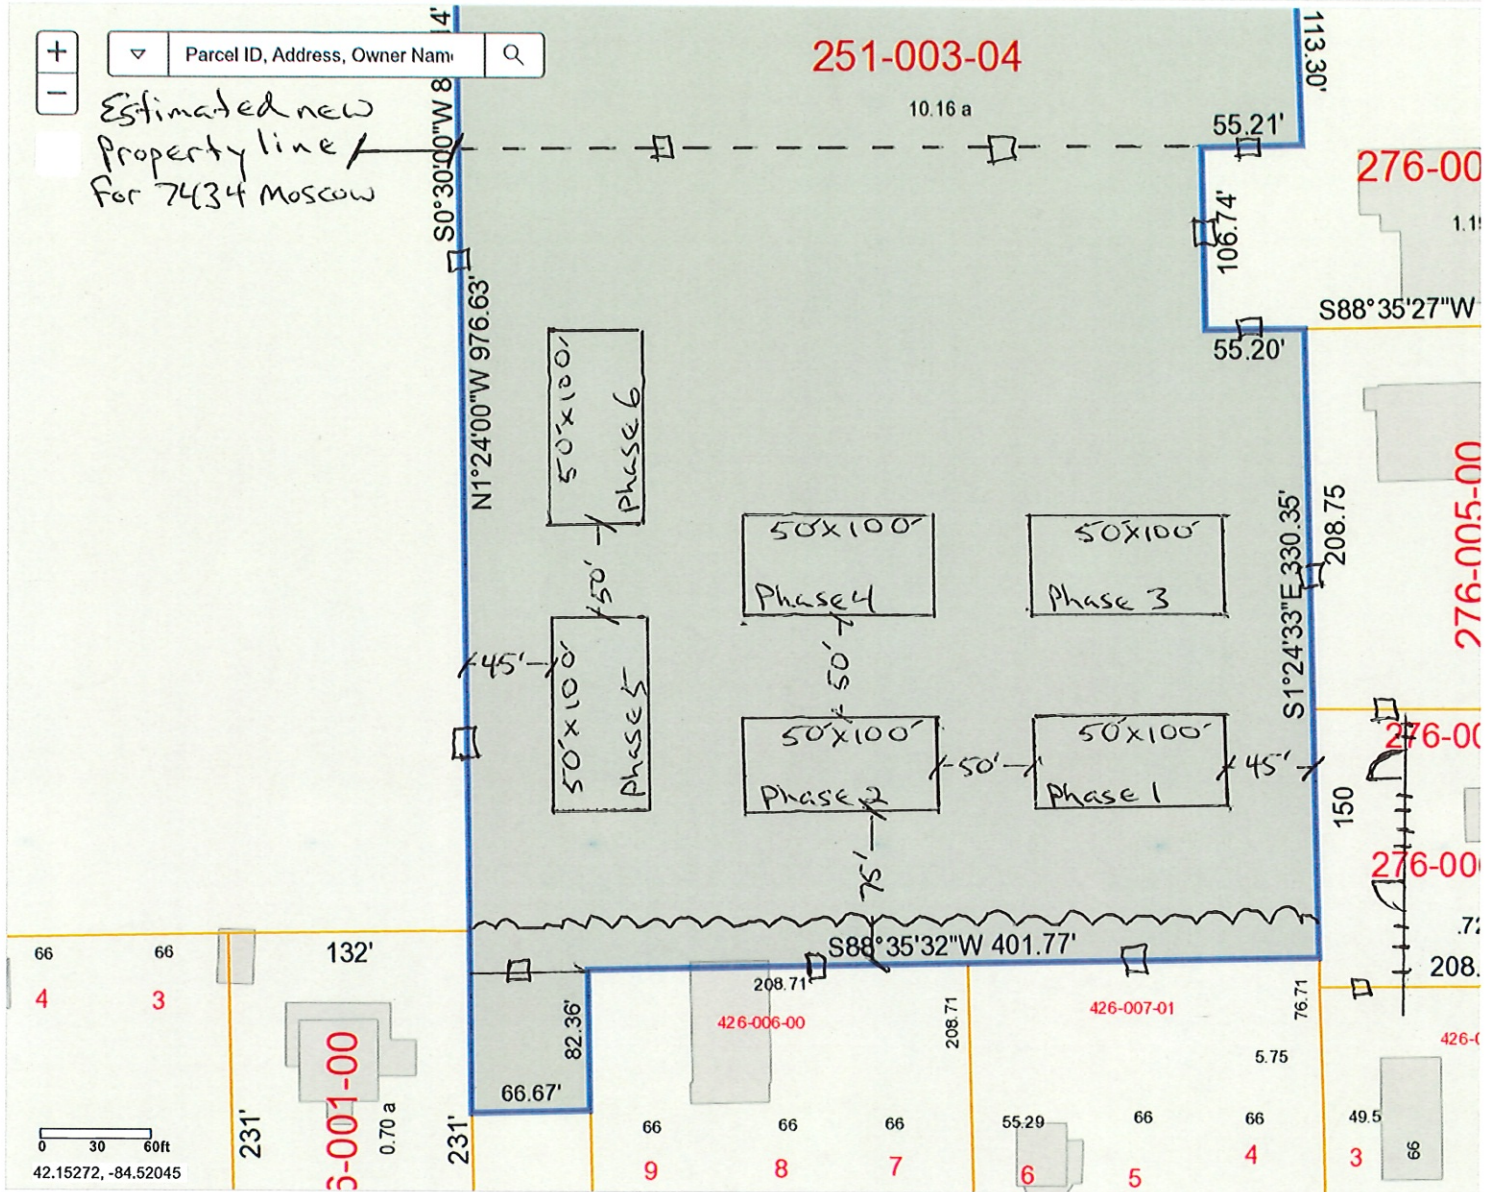 +
−
Parcel ID, Address, Owner Nam
Estimated new
Property line
for 7434 Moscow
251-003-04
10.16 a
113.30'
55.21'
106.74'
55.20'
276-00
S88°35'27"W
S0°30'00"W 8
4'
N1°24'00"W 976.63'
50'x100'
Phase 6
50'
50'x100'
Phase 4
50'x100'
Phase 3
S1°24'33"E 330.35'
208.75
276-005-00
45'
50'x100'
Phase 5
50'
50'x100'
Phase 2
50'
50'x100'
Phase 1
45'
150
276-00
276-00
.72
208.
75'
S88°35'32"W 401.77'
66
66
132'
4
3
208.71'
426-006-00
208.71
426-007-01
76.71
426-0
82.36'
66.67'
5.75
231'
6-001-00
0.70 a
231'
66
66
66
55.29
66
66
49.5
66
9
8
7
6
5
4
3
0 30 60ft
42.15272, -84.52045